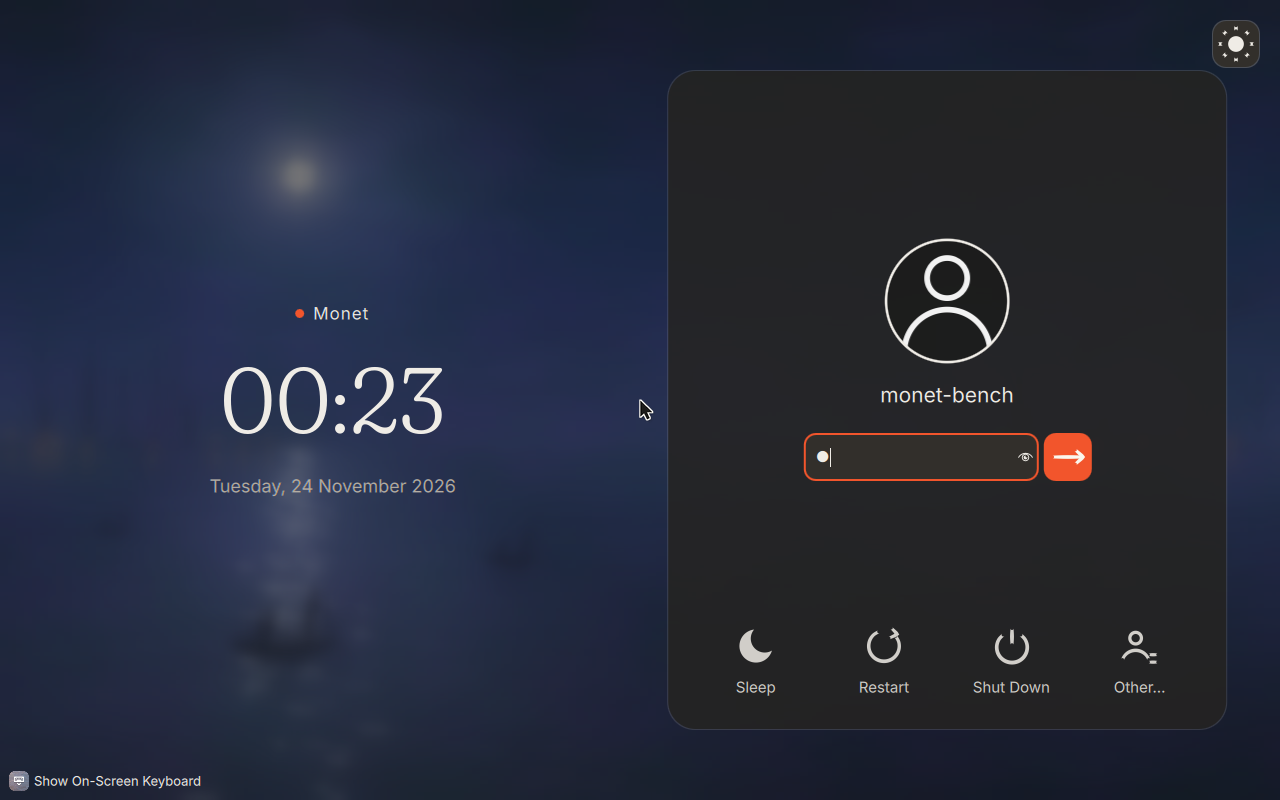 Monet
00:23
Tuesday, 24 November 2026
monet-bench
Sleep
Restart
Shut Down
Other...
Show On-Screen Keyboard